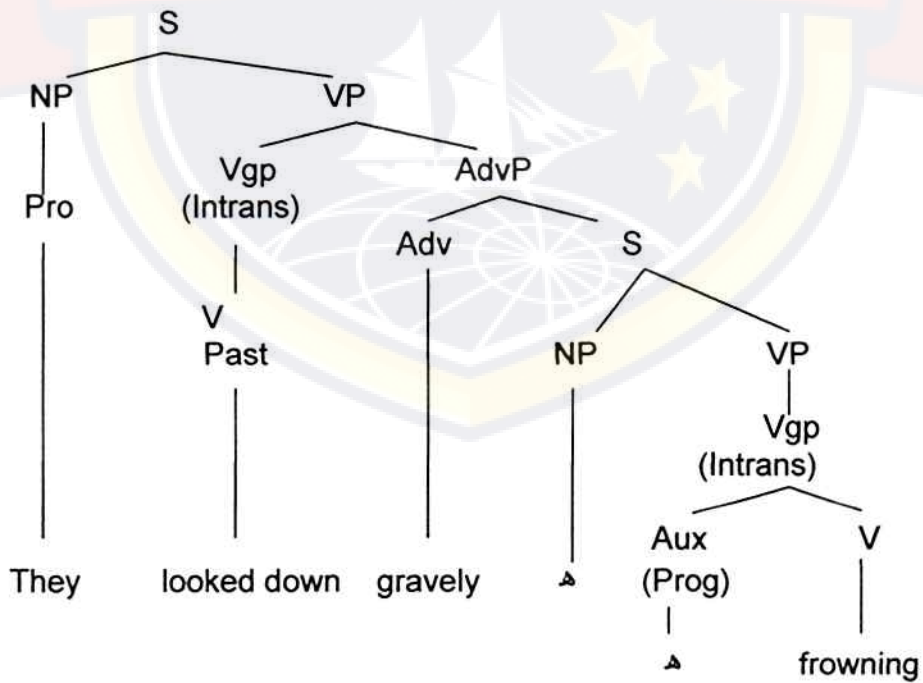 S
NP VP
Vgp AdvP
Pro (Intrans)
Adv S
V
Past NP VP
Vgp
(Intrans)
Aux V
They looked down gravely (Prog)
frowning